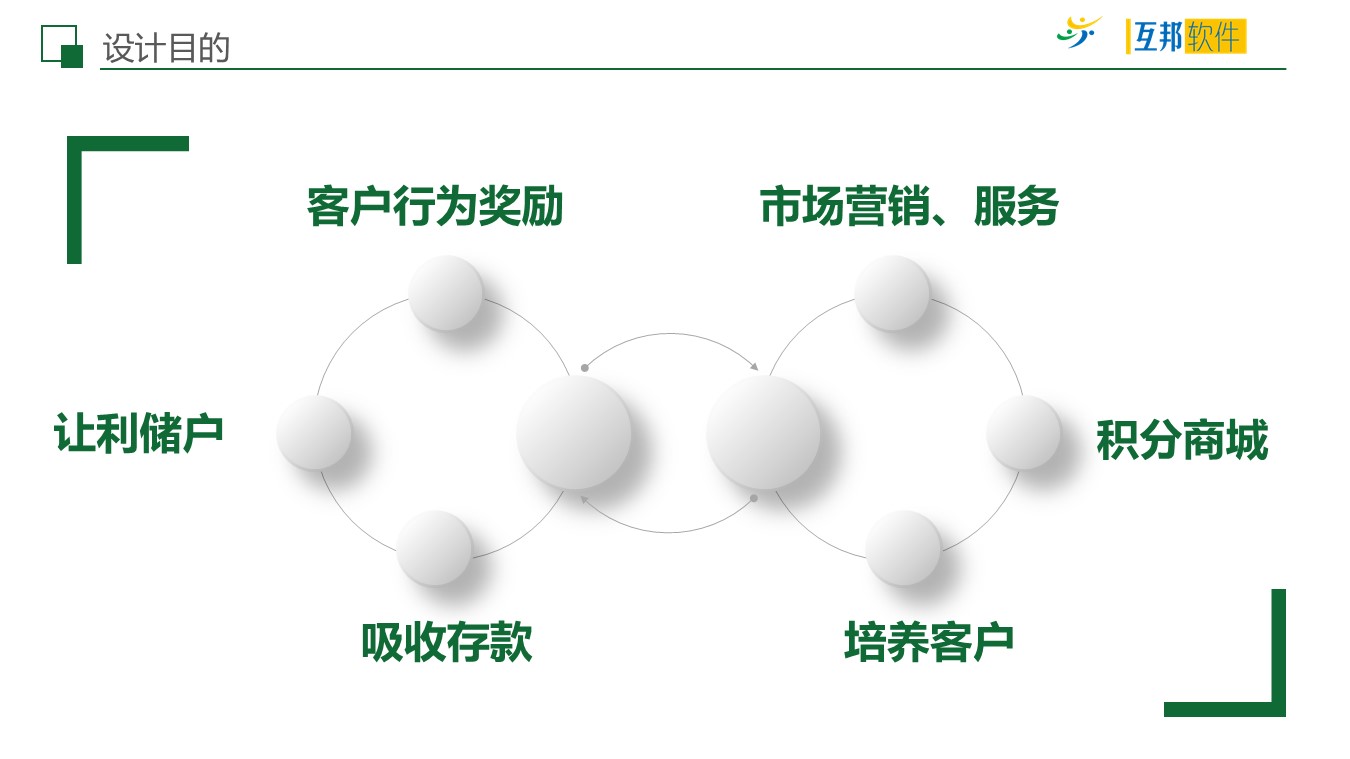 设计目的
互邦软件
客户行为奖励
市场营销、服务
让利储户
积分商城
吸收存款
培养客户